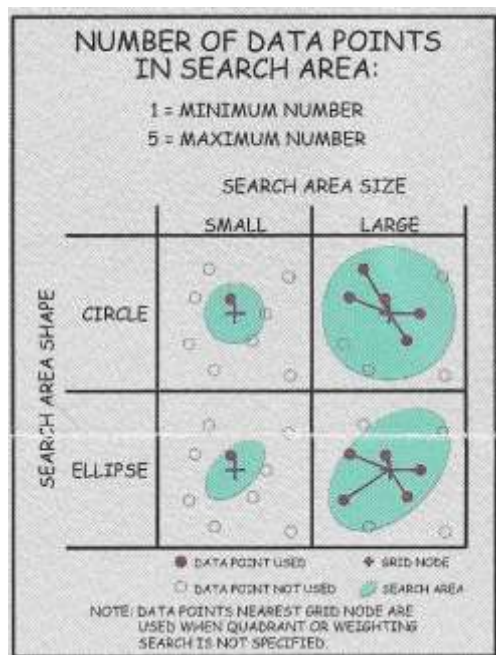 NUMBER OF DATA POINTS
IN SEARCH AREA:
1 = MINIMUM NUMBER
5 = MAXIMUM NUMBER
SEARCH AREA SIZE
SMALL LARGE
SEARCH AREA SHAPE
CIRCLE
ELLIPSE
DATA POINT USED GRID NODE
DATA POINT NOT USED SEARCH AREA
NOTE: DATA POINTS NEAREST GRID NODE ARE
USED WHEN QUADRANT OR WEIGHTING
SEARCH IS NOT SPECIFIED.